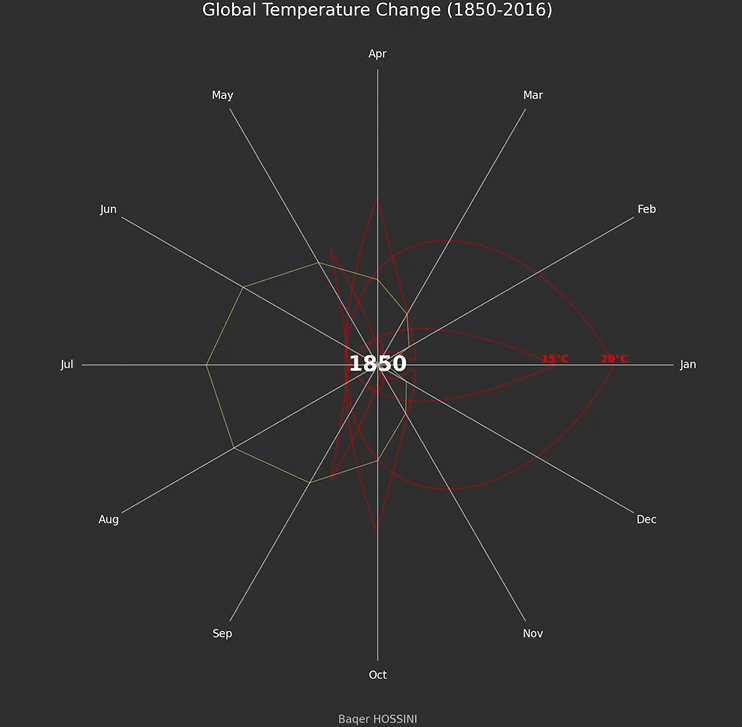 Global Temperature Change (1850-2016)
Apr
May
Mar
Jun
Feb
Jul
1850
15°C
20°C
Jan
Aug
Dec
Sep
Nov
Oct
Baqer HOSSINI